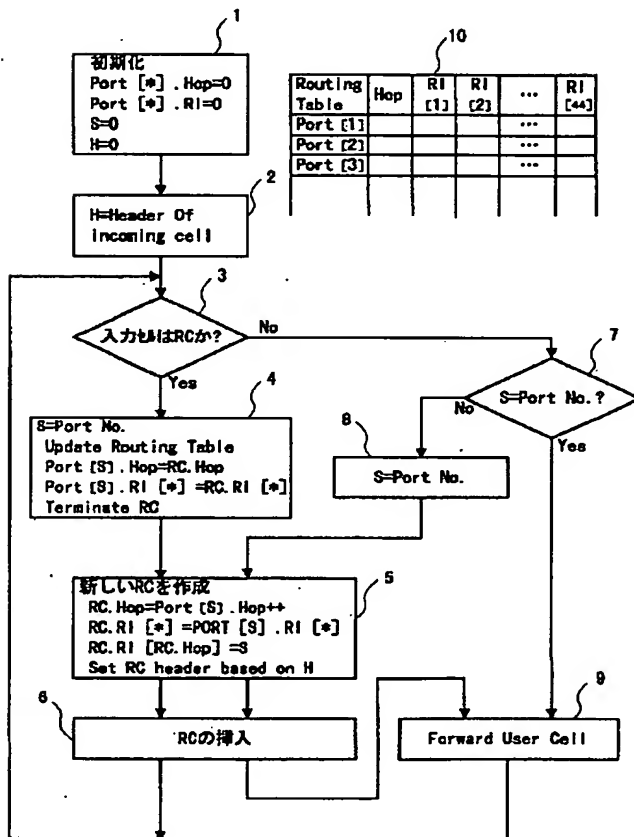 1
初期化
Port [*] .Hop=0
Port [*] .RI=0
S=0
H=0
10
Routing Table
Hop
RI [1]
RI [2]
...
RI [44]
Port [1]
...
Port [2]
...
Port [3]
...
2
H=Header Of
incoming cell
3
入力セルはRCか?
No
Yes
7
S=Port No.?
No
Yes
4
S=Port No.
Update Routing Table
Port [S] .Hop=RC.Hop
Port [S] .RI [*] =RC.RI [*]
Terminate RC
8
S=Port No.
5
新しいRCを作成
RC.Hop=Port [S] .Hop++
RC.RI [*] =PORT [S] .RI [*]
RC.RI [RC.Hop] =S
Set RC header based on H
6
RCの挿入
9
Forward User Cell